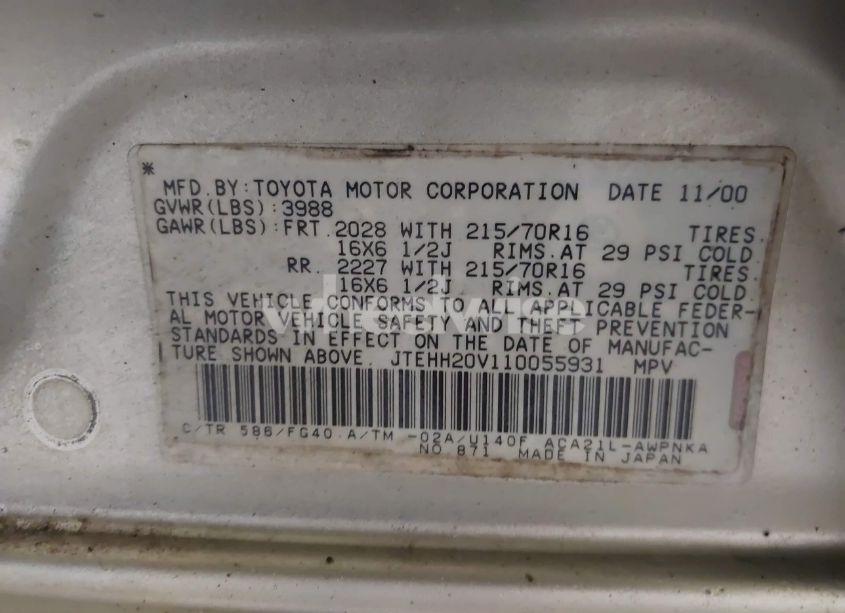 *
MFD.BY:TOYOTA MOTOR CORPORATION DATE 11/00
GVWR(LBS):3988
GAWR(LBS):FRT.2028 WITH 215/70R16 TIRES.
16X6 1/2J RIMS.AT 29 PSI COLD
RR. 2227 WITH 215/70R16 TIRES.
16X6 1/2J RIMS.AT 29 PSI COLD.
THIS VEHICLE CONFORMS TO ALL APPLICABLE FEDER-
AL MOTOR VEHICLE SAFETY AND THEFT PREVENTION
STANDARDS IN EFFECT ON THE DATE OF MANUFAC-
TURE SHOWN ABOVE. JTEHH20V110055931 MPV
C/TR 586/FG40 A/TM -02A/U140F ACA21L-AWPNKA
NO.871 MADE IN JAPAN